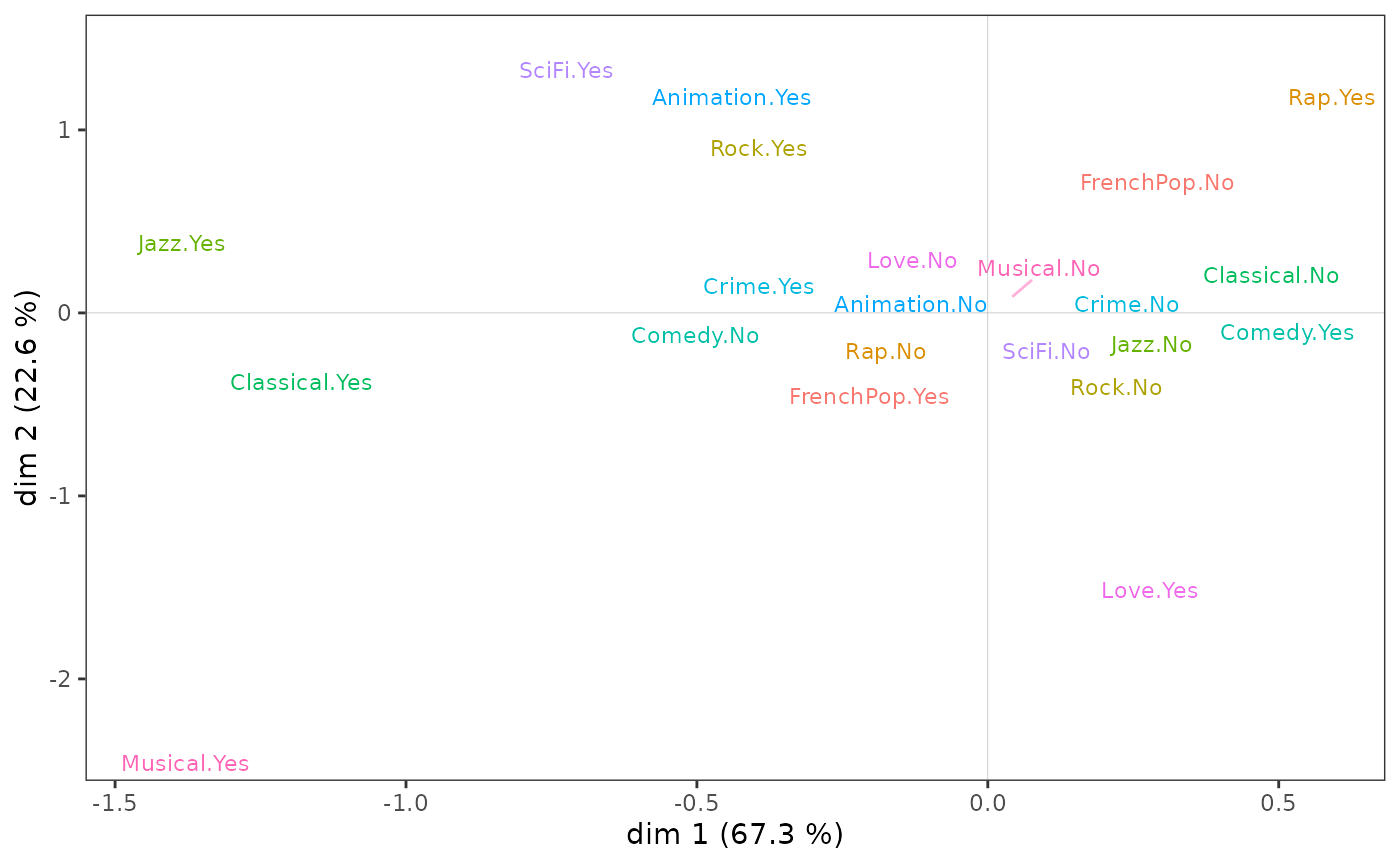 SciFi.Yes
Animation.Yes
Rap.Yes
1
Rock.Yes
FrenchPop.No
Jazz.Yes
Love.No
Musical.No
Classical.No
Crime.Yes
Animation.No
Crime.No
0
Comedy.No
Comedy.Yes
Rap.No
SciFi.No
Jazz.No
Classical.Yes
FrenchPop.Yes
Rock.No
dim 2 (22.6 %)
-1
Love.Yes
-2
Musical.Yes
-1.5 -1.0 -0.5 0.0 0.5
dim 1 (67.3 %)